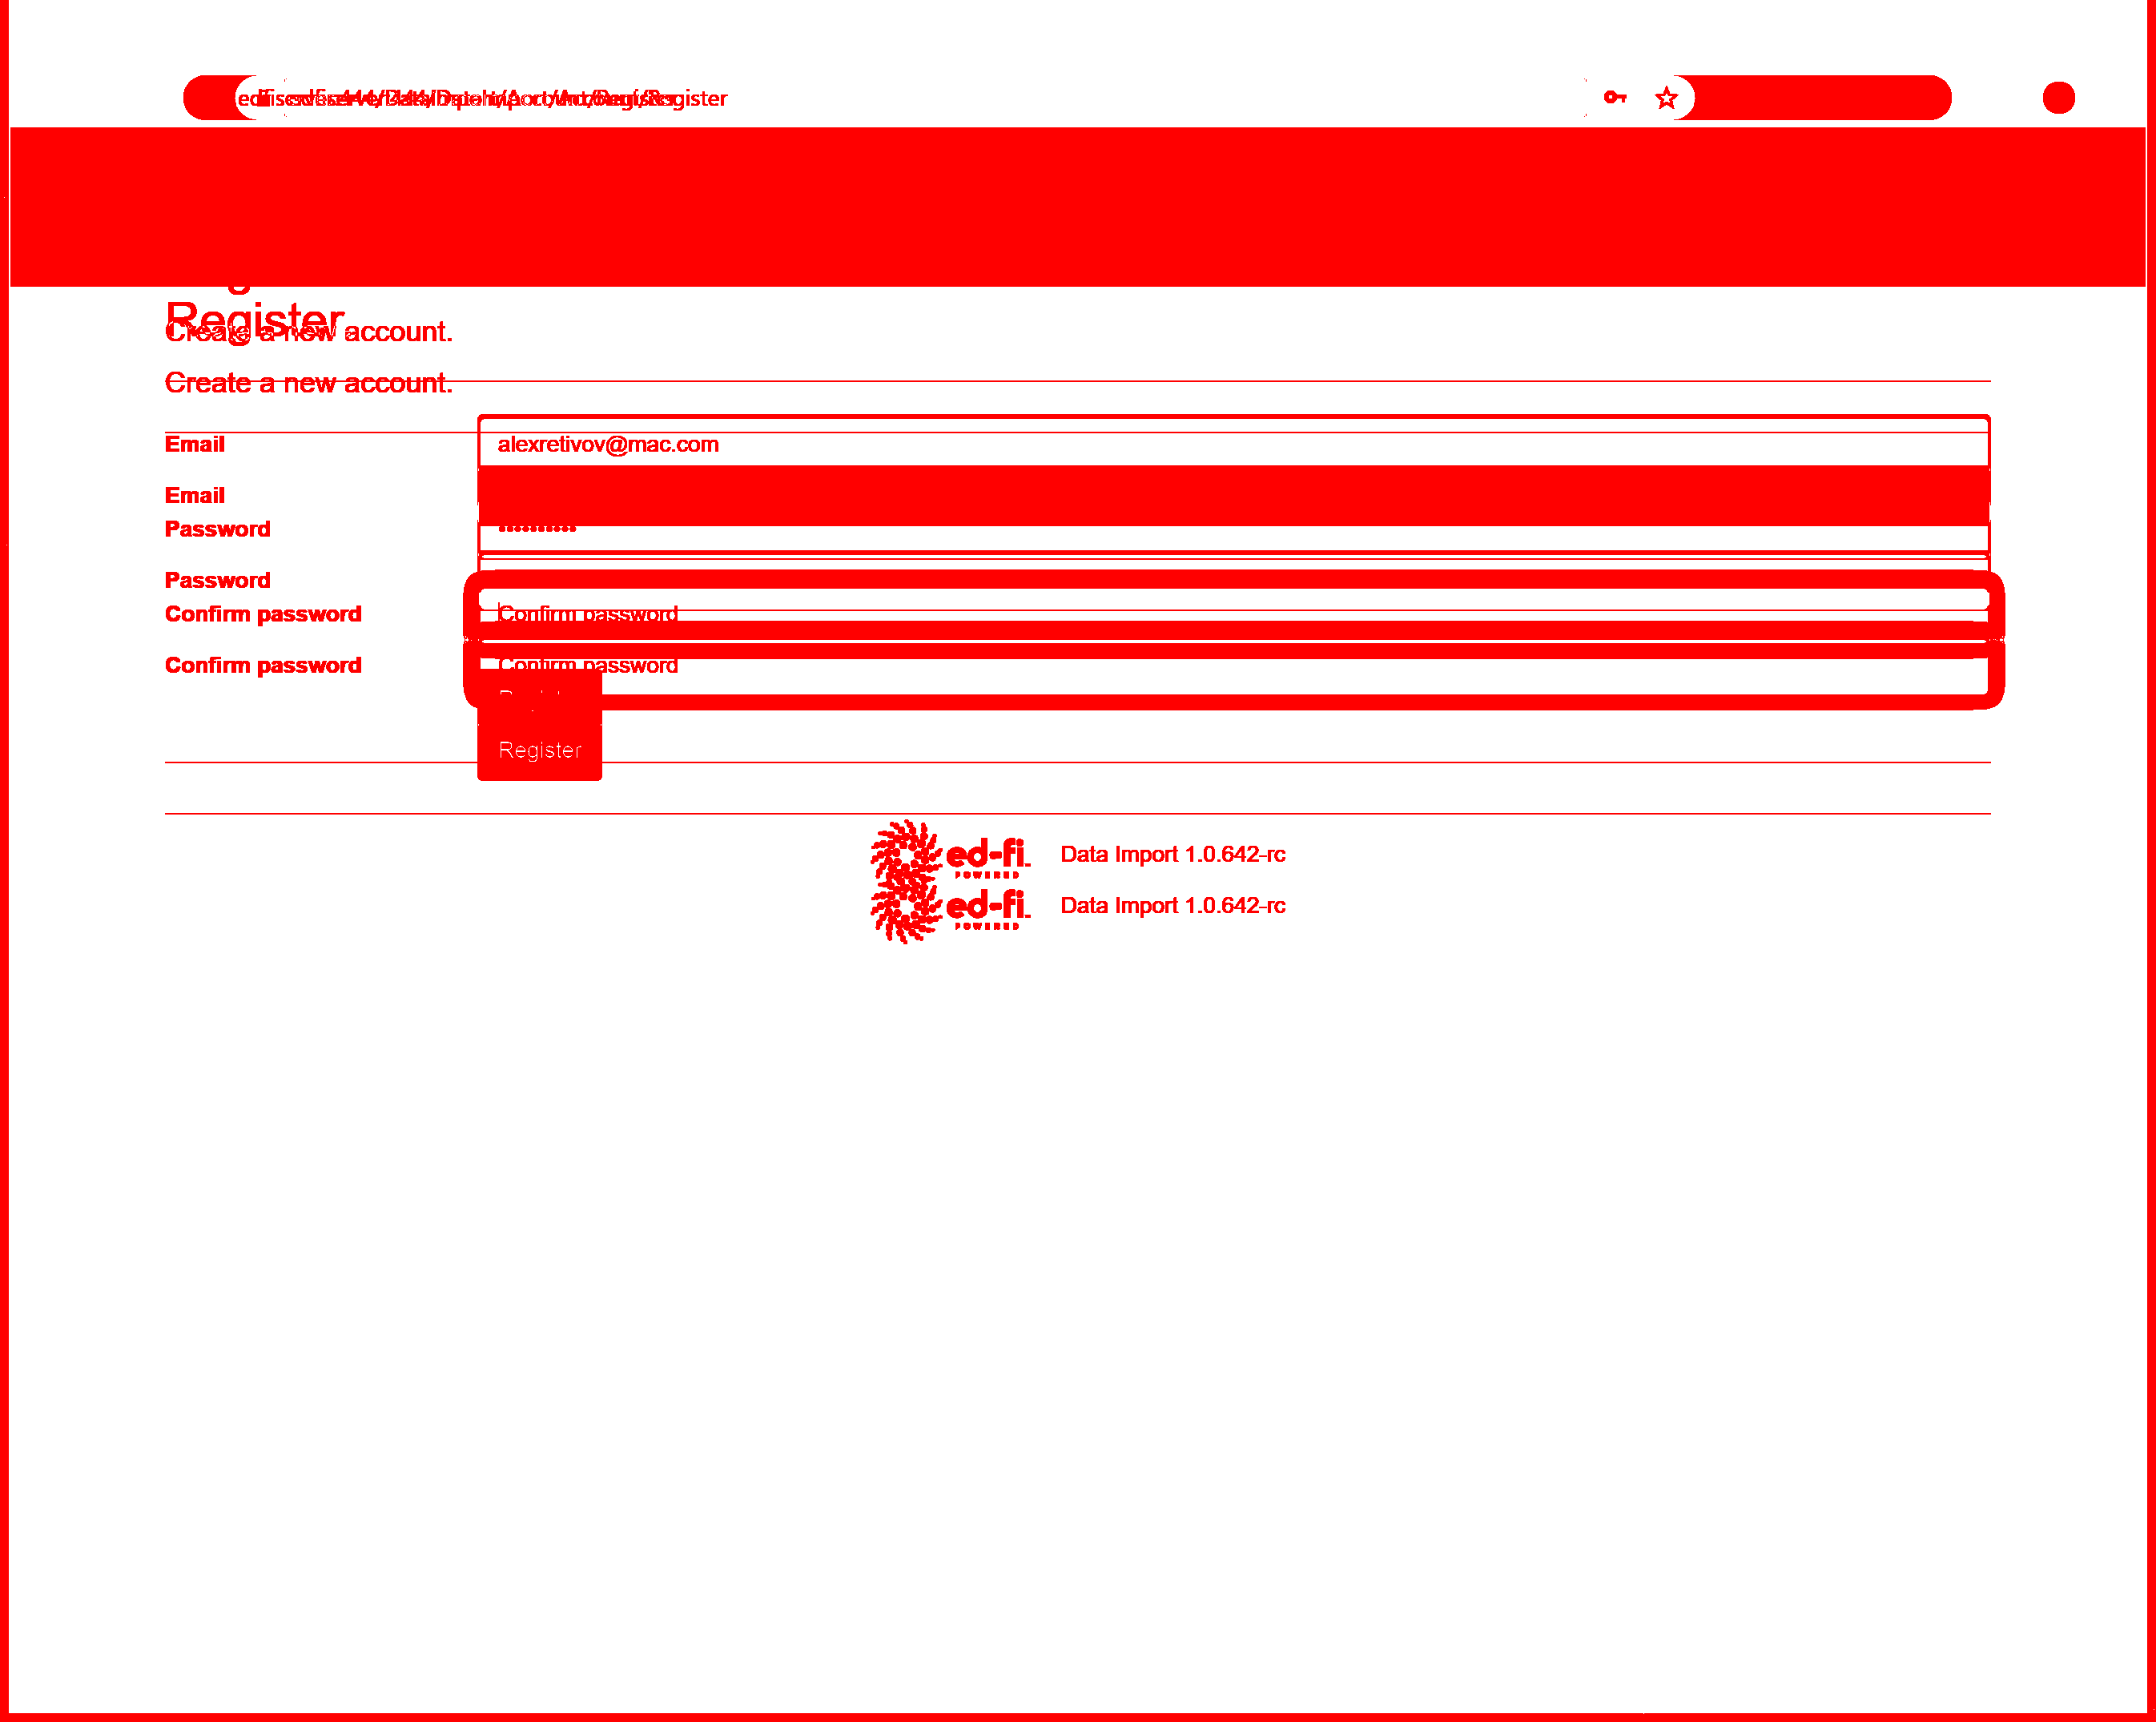 Register
Create a new account.
Create a new account.
Email alexretivov@mac.com
Email
Password ••••••••••
Password
Confirm password Confirm password
Confirm password Confirm password
Register
ed-fi Data Import 1.0.642-rc
POWERED
ed-fi Data Import 1.0.642-rc
POWERED